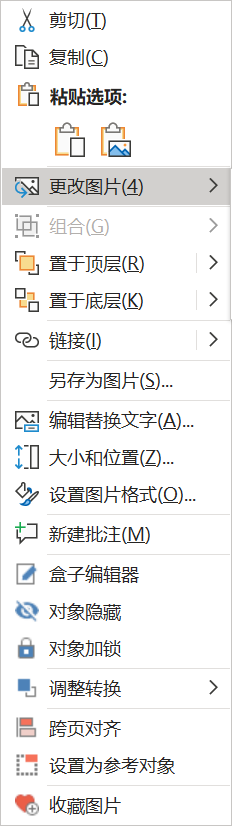 剪切(T)
复制(C)
粘贴选项:
更改图片(4)
组合(G)
置于顶层(R)
置于底层(K)
链接(I)
另存为图片(S)...
编辑替换文字(A)...
大小和位置(Z)...
设置图片格式(O)...
新建批注(M)
盒子编辑器
对象隐藏
对象加锁
调整转换
跨页对齐
设置为参考对象
收藏图片